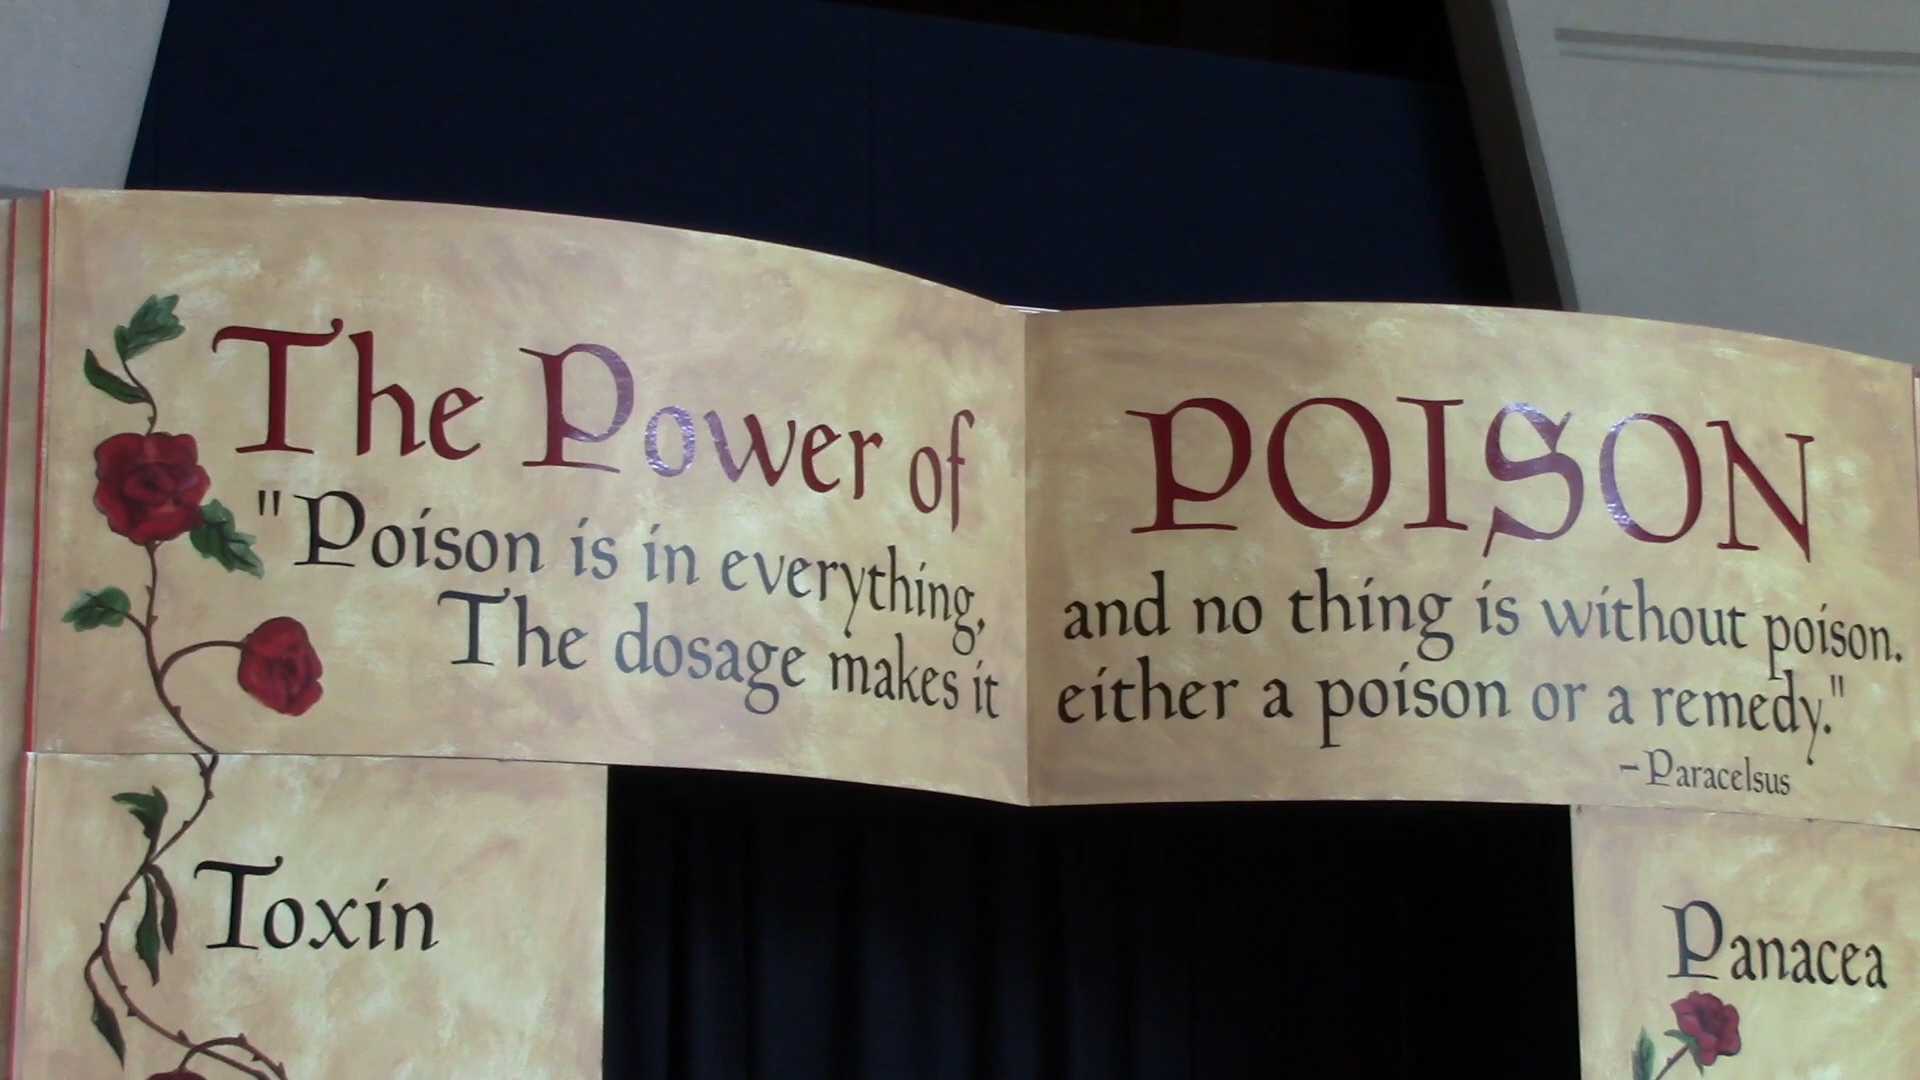 The Power of POISON
"Poison is in everything, and no thing is without poison.
The dosage makes it either a poison or a remedy."
-Paracelsus
Toxin
Panacea